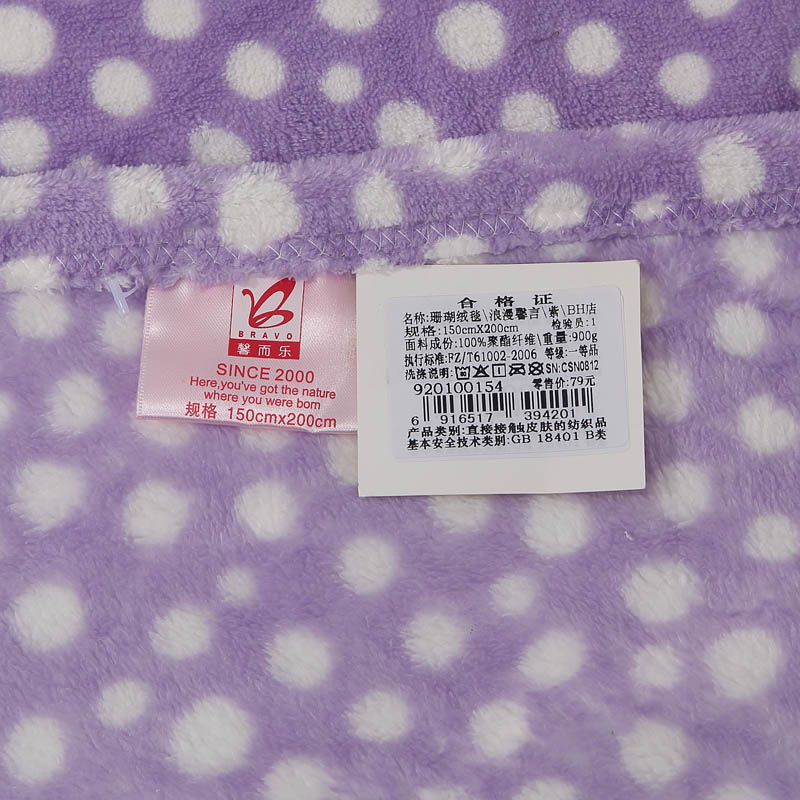 BRAVO
馨而乐
SINCE 2000
Here,you've got the nature
where you were born
规格 150cmx200cm
合格证
名称:珊瑚绒毯\浪漫馨言\紫\BH店
规格:150cmX200cm 检验员:1
面料成份:100%聚酯纤维\重量:900g
执行标准:FZ/T61002-2006 等级:一等品
洗涤说明: SN:CSN0812
920100154 零售价:79元
6 916517 394201
产品类别:直接接触皮肤的纺织品
基本安全技术类别:GB 18401 B类